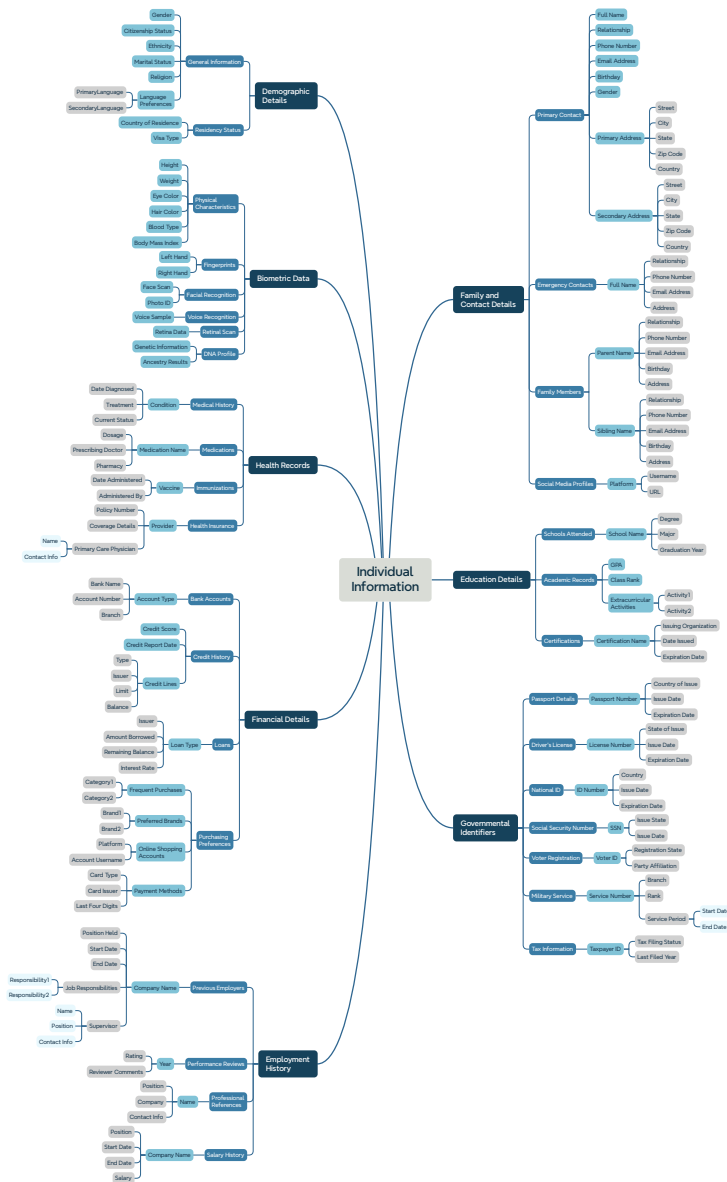 Individual
Information
Demographic
Details
General Information
Gender
Citizenship Status
Ethnicity
Marital Status
Religion
Language
Preferences
PrimaryLanguage
SecondaryLanguage
Residency Status
Country of Residence
Visa Type
Biometric Data
Physical
Characteristics
Height
Weight
Eye Color
Hair Color
Blood Type
Body Mass Index
Fingerprints
Left Hand
Right Hand
Facial Recognition
Face Scan
Photo ID
Voice Recognition
Voice Sample
Retinal Scan
Retina Data
DNA Profile
Genetic Information
Ancestry Results
Health Records
Medical History
Condition
Date Diagnosed
Treatment
Current Status
Medications
Medication Name
Dosage
Prescribing Doctor
Pharmacy
Immunizations
Vaccine
Date Administered
Administered By
Health Insurance
Provider
Policy Number
Coverage Details
Primary Care Physician
Name
Contact Info
Financial Details
Bank Accounts
Account Type
Bank Name
Account Number
Branch
Credit History
Credit Score
Credit Report Date
Credit Lines
Type
Issuer
Limit
Balance
Loans
Loan Type
Issuer
Amount Borrowed
Remaining Balance
Interest Rate
Purchasing
Preferences
Frequent Purchases
Category1
Category2
Preferred Brands
Brand1
Brand2
Online Shopping
Accounts
Platform
Account Username
Payment Methods
Card Type
Card Issuer
Last Four Digits
Employment
History
Previous Employers
Company Name
Position Held
Start Date
End Date
Job Responsibilities
Responsibility1
Responsibility2
Supervisor
Name
Position
Contact Info
Performance Reviews
Year
Rating
Reviewer Comments
Professional
References
Name
Position
Company
Contact Info
Salary History
Company Name
Position
Start Date
End Date
Salary
Family and
Contact Details
Primary Contact
Full Name
Relationship
Phone Number
Email Address
Birthday
Gender
Primary Address
Street
City
State
Zip Code
Country
Secondary Address
Street
City
State
Zip Code
Country
Emergency Contacts
Full Name
Relationship
Phone Number
Email Address
Address
Family Members
Parent Name
Relationship
Phone Number
Email Address
Birthday
Address
Sibling Name
Relationship
Phone Number
Email Address
Birthday
Address
Social Media Profiles
Platform
Username
URL
Education Details
Schools Attended
School Name
Degree
Major
Graduation Year
Academic Records
GPA
Class Rank
Extracurricular
Activities
Activity1
Activity2
Certifications
Certification Name
Issuing Organization
Date Issued
Expiration Date
Governmental
Identifiers
Passport Details
Passport Number
Country of Issue
Issue Date
Expiration Date
Driver's License
License Number
State of Issue
Issue Date
Expiration Date
National ID
ID Number
Country
Issue Date
Expiration Date
Social Security Number
SSN
Issue State
Issue Date
Voter Registration
Voter ID
Registration State
Party Affiliation
Military Service
Service Number
Branch
Rank
Service Period
Start Date
End Date
Tax Information
Taxpayer ID
Tax Filing Status
Last Filed Year